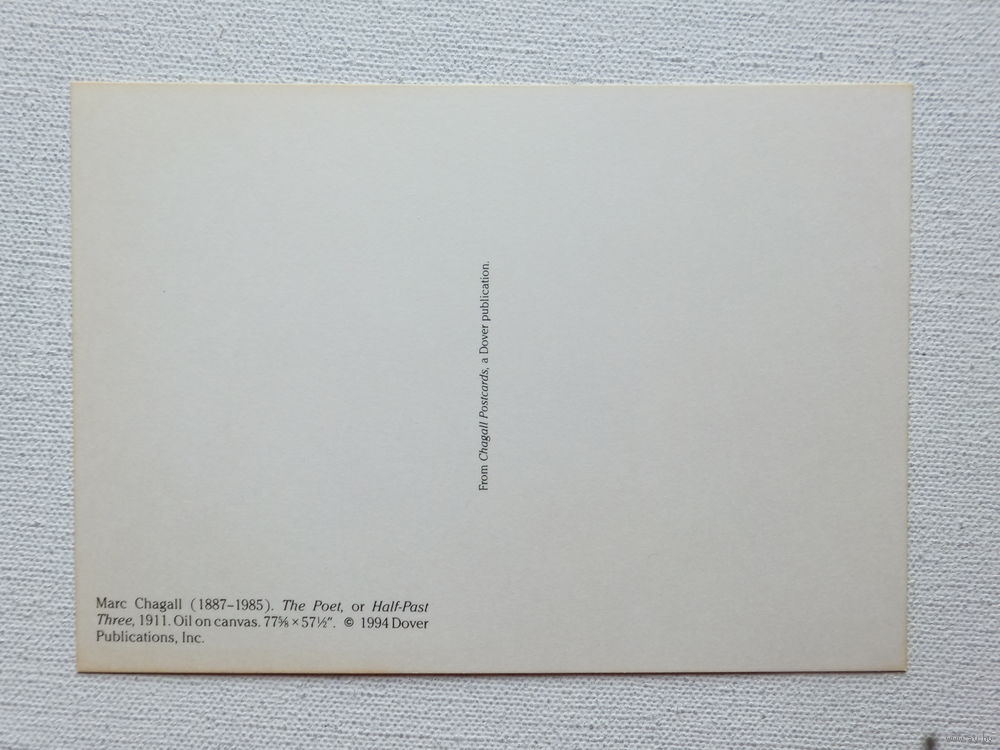 From Chagall Postcards, a Dover publication.
Marc Chagall (1887–1985). The Poet, or Half-Past
Three, 1911. Oil on canvas. 77⅝ × 57½″. © 1994 Dover
Publications, Inc.